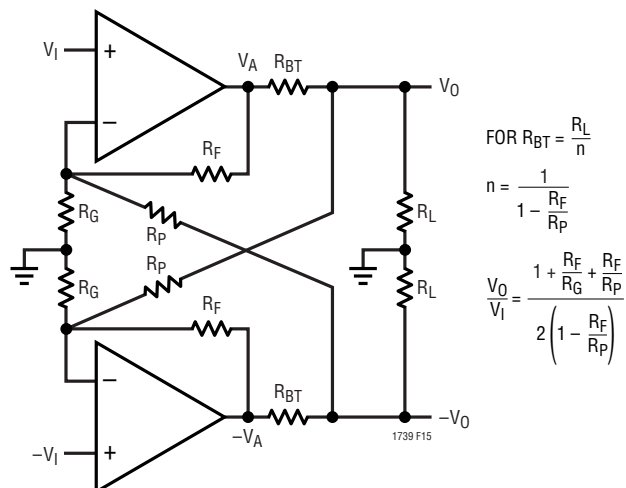 V_I
+
V_A
R_BT
V_O
−
R_F
R_G
R_P
R_L
R_P
R_G
R_L
R_F
−
R_BT
−V_A
−V_O
−V_I
+
1739 F15
FOR R_BT = R_L / n
n = 1 / (1 − R_F / R_P)
V_O / V_I = (1 + R_F / R_G + R_F / R_P) / (2(1 − R_F / R_P))